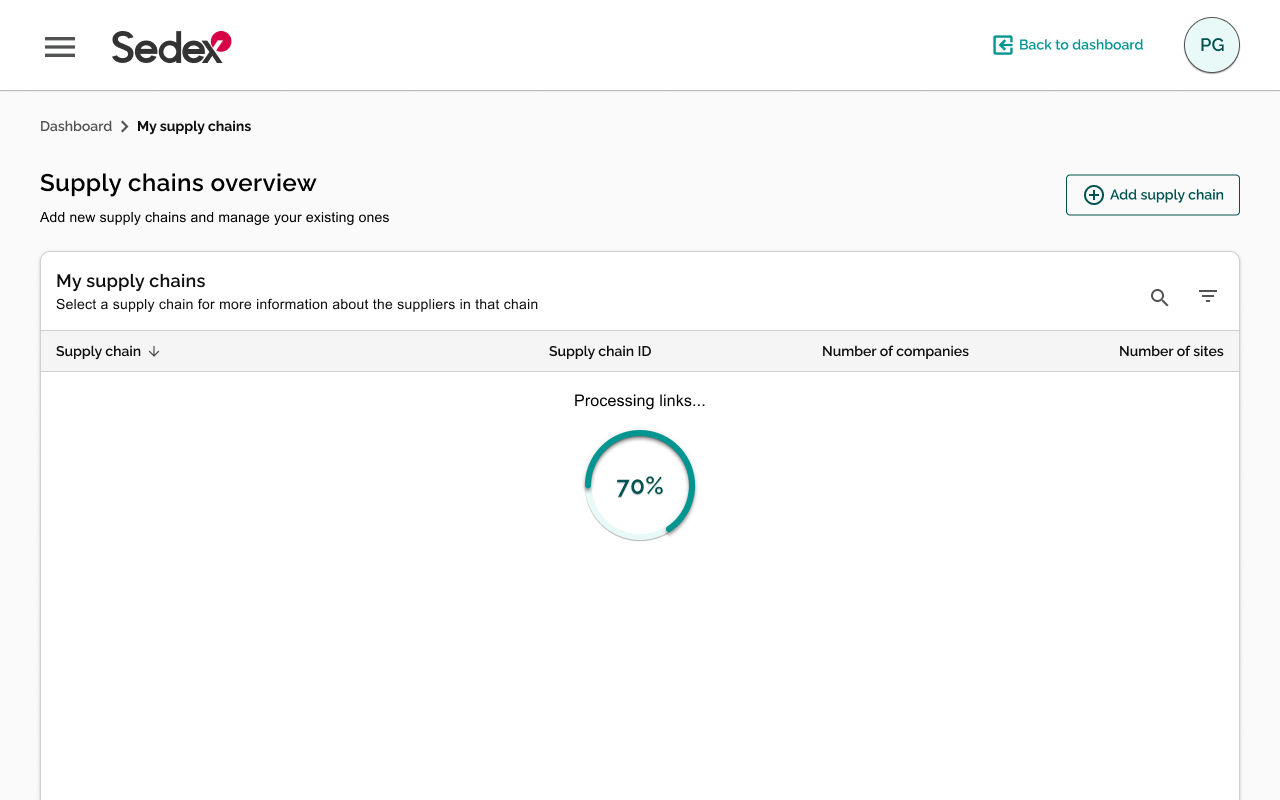 Sedex
Back to dashboard
PG
Dashboard
My supply chains
Supply chains overview
Add new supply chains and manage your existing ones
Add supply chain
My supply chains
Select a supply chain for more information about the suppliers in that chain
Supply chain
Supply chain ID
Number of companies
Number of sites
Processing links...
70%